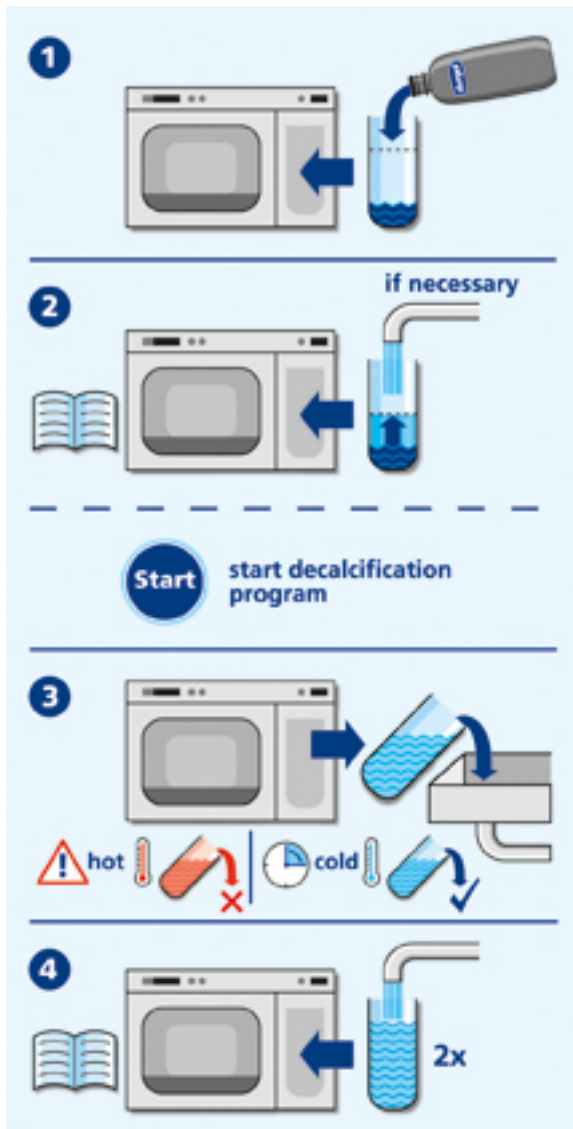 1
2
if necessary
Start
start decalcification
program
3
hot
cold
4
2x